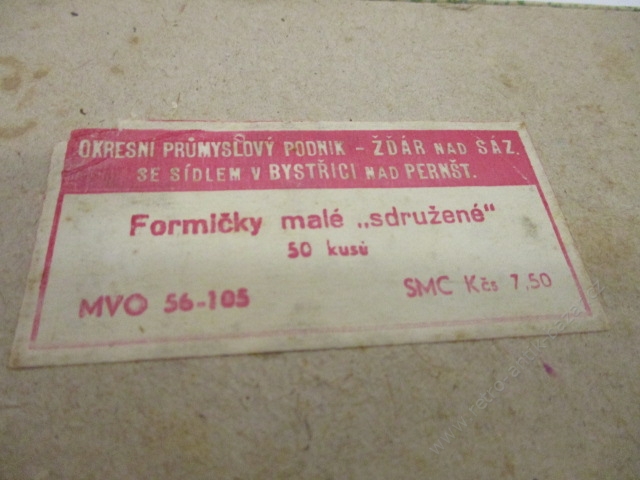 OKRESNÍ PRŮMYSLOVÝ PODNIK – ŽĎÁR NAD SÁZ.
SE SÍDLEM V BYSTŘICI NAD PERNŠT.
Formičky malé „sdružené“
50 kusů
MVO 56-105
SMC Kčs 7,50